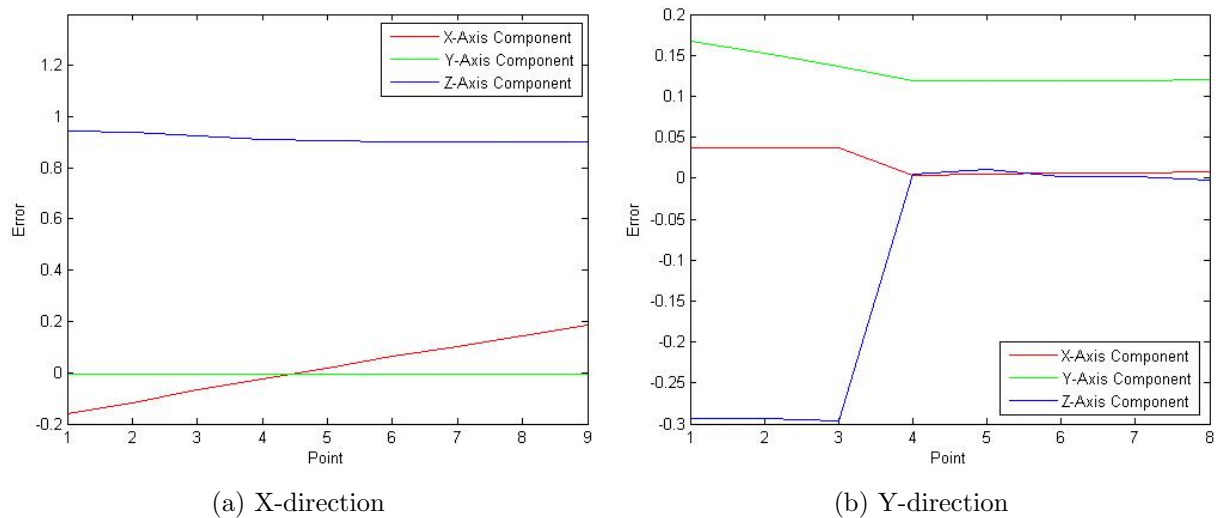 X-Axis Component
Y-Axis Component
Z-Axis Component
1.2
1
0.8
0.6
0.4
0.2
0
-0.2
Error
1 2 3 4 5 6 7 8 9
Point
(a) X-direction
0.2
0.15
0.1
0.05
0
-0.05
-0.1
-0.15
-0.2
-0.25
-0.3
Error
X-Axis Component
Y-Axis Component
Z-Axis Component
1 2 3 4 5 6 7 8
Point
(b) Y-direction